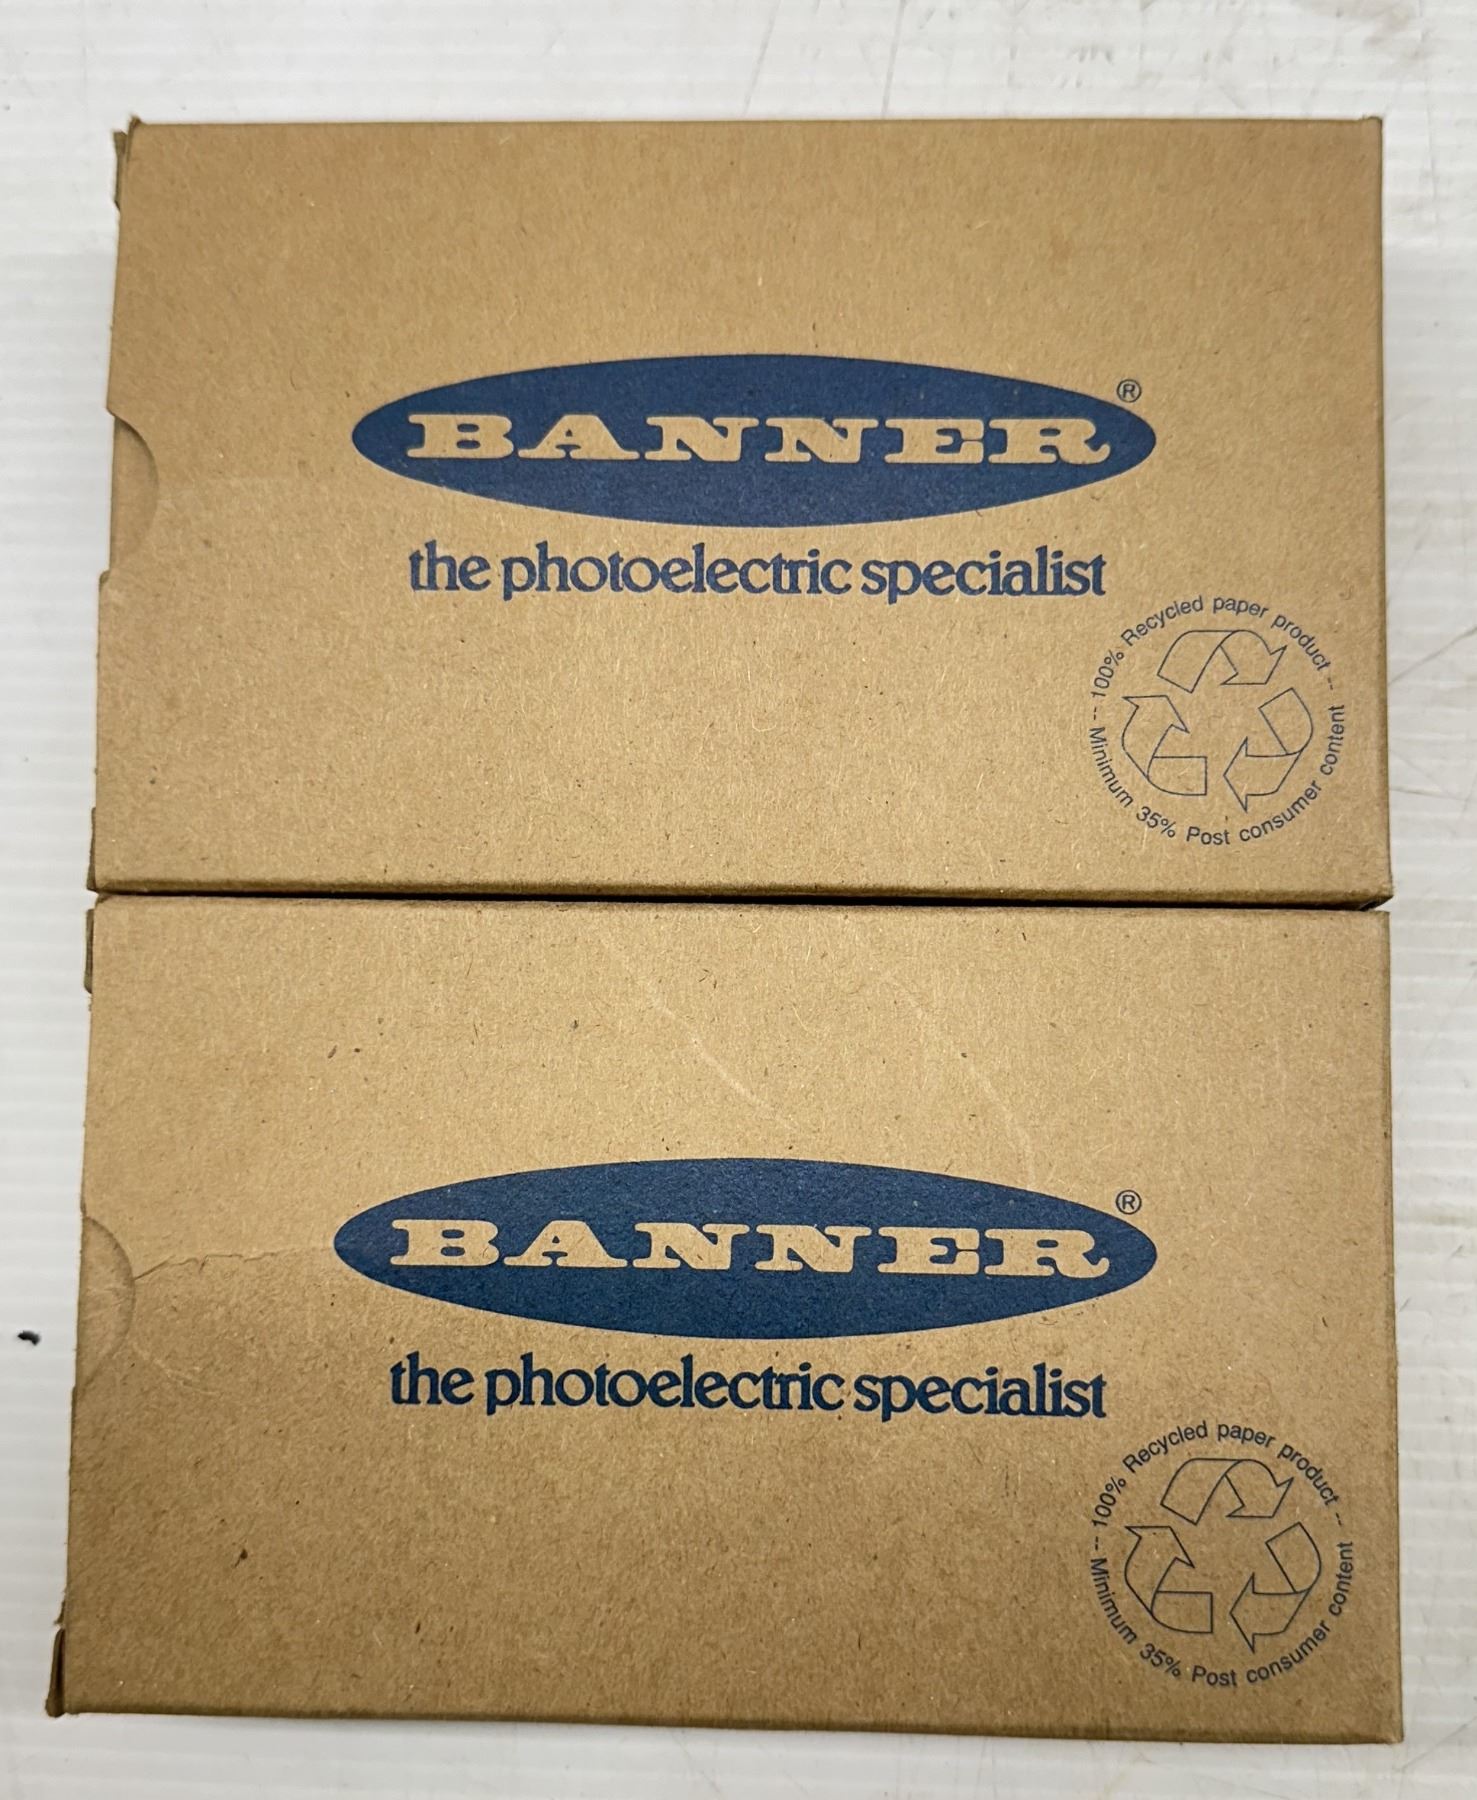 BANNER®
the photoelectric specialist
-- 100% Recycled paper product --
Minimum 35% Post consumer content
BANNER®
the photoelectric specialist
-- 100% Recycled paper product --
Minimum 35% Post consumer content